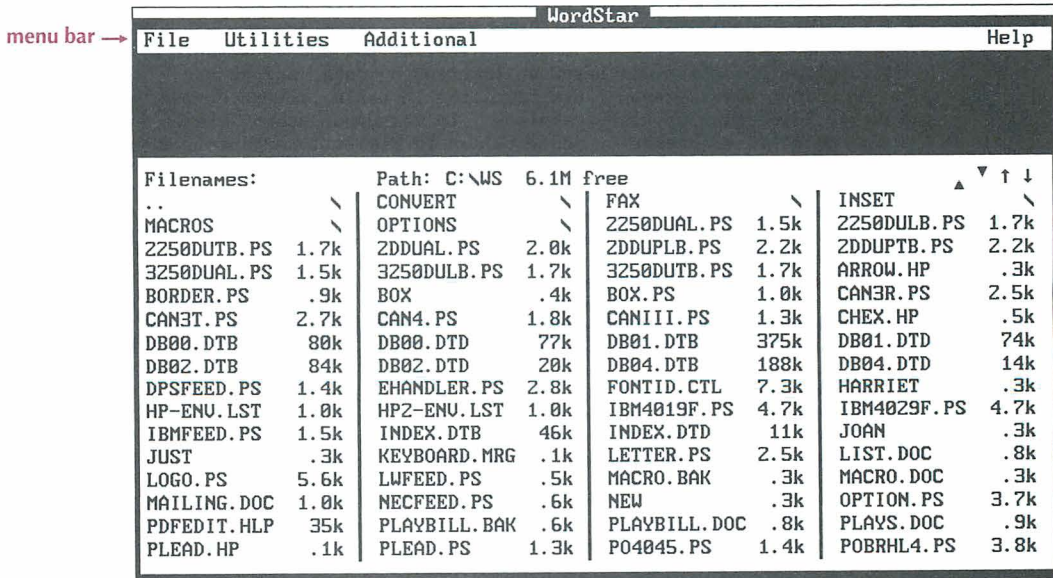 WordStar
menu bar → File Utilities Additional Help
Filenames: Path: C:\WS 6.1M free ▲ ▼ ↑ ↓
.. \ CONVERT \ FAX \ INSET \
MACROS \ OPTIONS \ 2250DUAL.PS 1.5k 2250DULB.PS 1.7k
2250DUTB.PS 1.7k 2DDUAL.PS 2.0k 2DDUPLB.PS 2.2k 2DDUPTB.PS 2.2k
3250DUAL.PS 1.5k 3250DULB.PS 1.7k 3250DUTB.PS 1.7k ARROW.HP .3k
BORDER.PS .9k BOX .4k BOX.PS 1.0k CAN3R.PS 2.5k
CAN3T.PS 2.7k CAN4.PS 1.8k CANIII.PS 1.3k CHEX.HP .5k
DB00.DTB 80k DB00.DTD 77k DB01.DTB 375k DB01.DTD 74k
DB02.DTB 84k DB02.DTD 20k DB04.DTB 188k DB04.DTD 14k
DPSFEED.PS 1.4k EHANDLER.PS 2.8k FONTID.CTL 7.3k HARRIET .3k
HP-ENV.LST 1.0k HP2-ENV.LST 1.0k IBM4019F.PS 4.7k IBM4029F.PS 4.7k
IBMFEED.PS 1.5k INDEX.DTB 46k INDEX.DTD 11k JOAN .3k
JUST .3k KEYBOARD.MRG .1k LETTER.PS 2.5k LIST.DOC .8k
LOGO.PS 5.6k LWFEED.PS .5k MACRO.BAK .3k MACRO.DOC .3k
MAILING.DOC 1.0k NECFEED.PS .6k NEW .3k OPTION.PS 3.7k
PDFEDIT.HLP 35k PLAYBILL.BAK .6k PLAYBILL.DOC .8k PLAYS.DOC .9k
PLEAD.HP .1k PLEAD.PS 1.3k PO4045.PS 1.4k POBRHL4.PS 3.8k